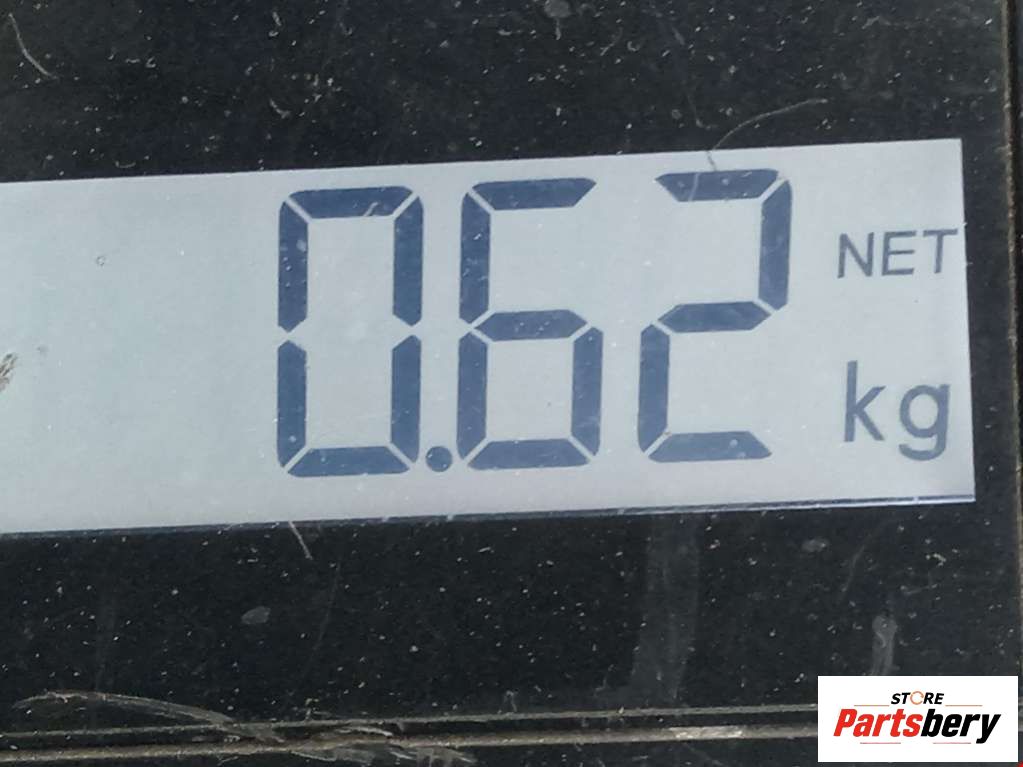 0.62 NET
kg
STORE
Partsbery